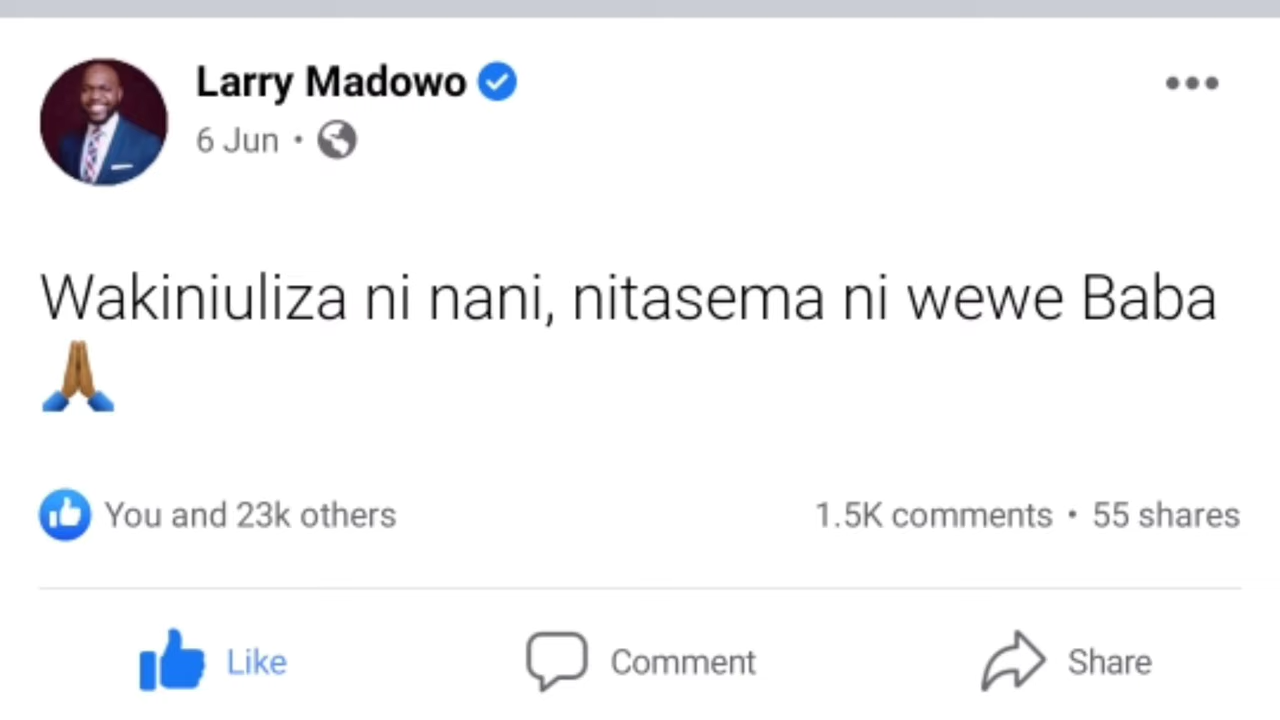 Larry Madowo
6 Jun •
Wakiniuliza ni nani, nitasema ni wewe Baba
🙏🏾
You and 23k others
1.5K comments • 55 shares
Like
Comment
Share